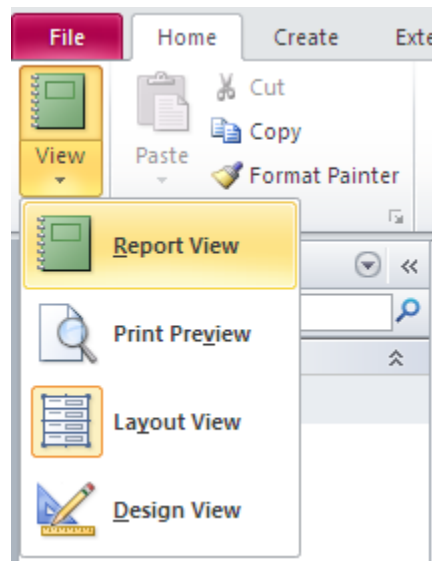 File Home Create Exte
Cut
Copy
View Paste
Format Painter
Report View
Print Preview
Layout View
Design View